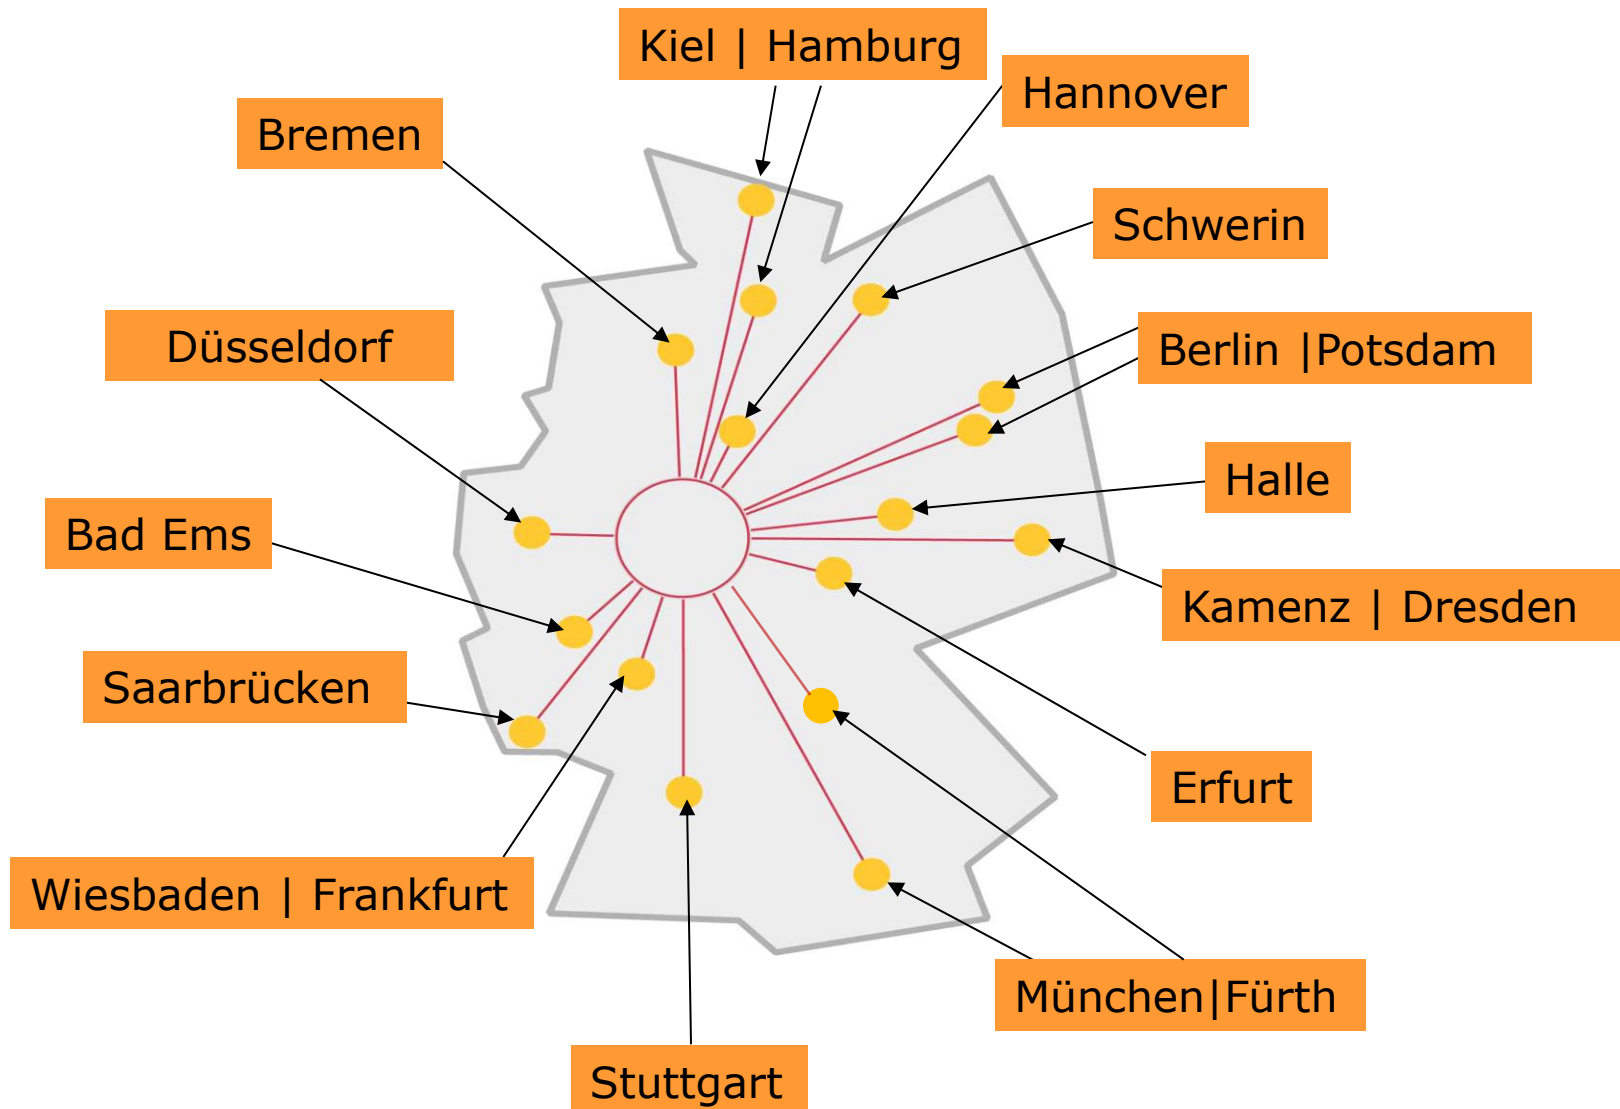 Kiel | Hamburg
Hannover
Bremen
Schwerin
Düsseldorf
Berlin |Potsdam
Halle
Bad Ems
Kamenz | Dresden
Saarbrücken
Erfurt
Wiesbaden | Frankfurt
München|Fürth
Stuttgart